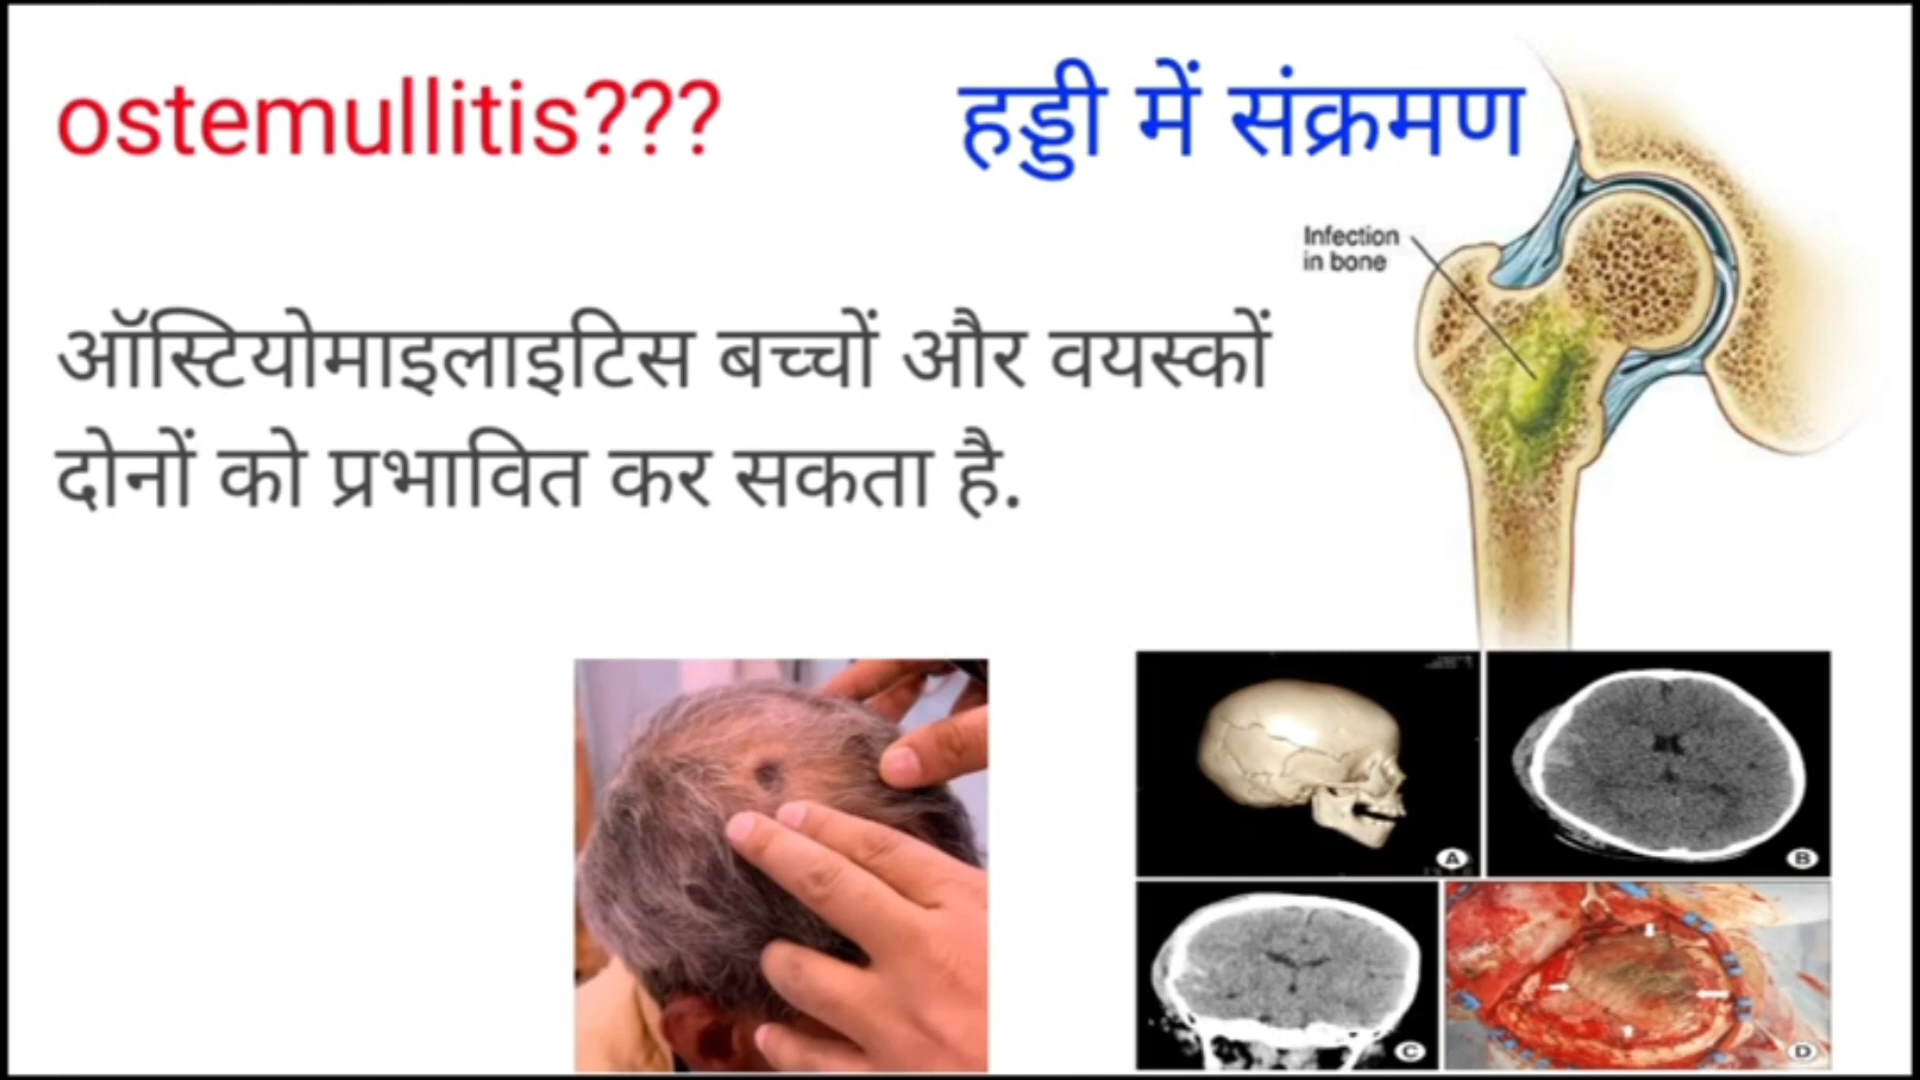 ostemullitis???
हड्डी में संक्रमण
Infection
in bone
ऑस्टियोमाइलाइटिस बच्चों और वयस्कों
दोनों को प्रभावित कर सकता है.
A
B
C
D